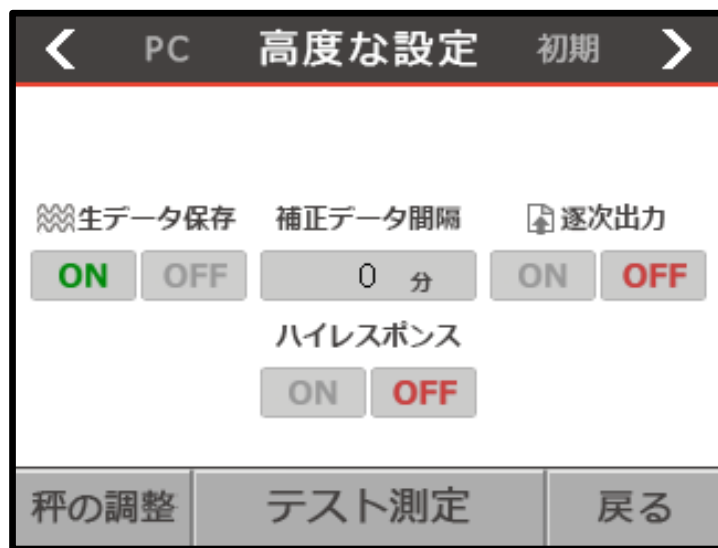 PC 高度な設定 初期
生データ保存 補正データ間隔 逐次出力
ON OFF 0 分 ON OFF
ハイレスポンス
ON OFF
秤の調整 テスト測定 戻る